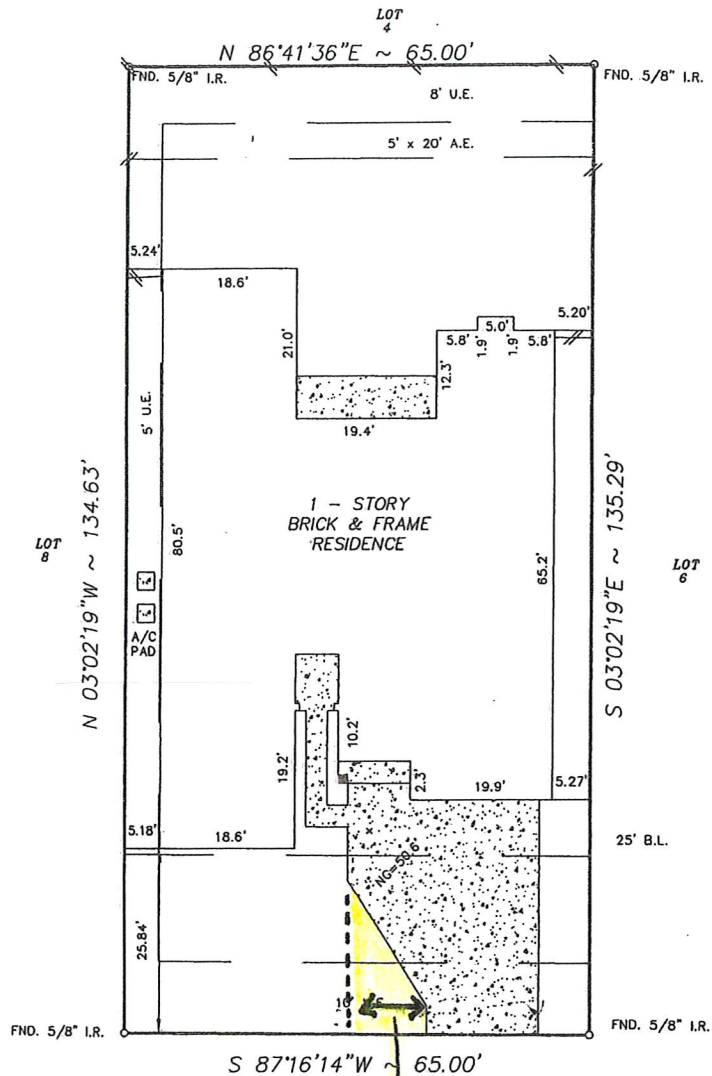 LOT
4
N 86°41'36"E ~ 65.00'
FND. 5/8" I.R.
FND. 5/8" I.R.
8' U.E.
5' x 20' A.E.
5.24'
18.6'
21.0'
5.20'
5.0'
5.8'
1.9'
1.9'
5.8'
12.3'
19.4'
5' U.E.
80.5'
1 - STORY
BRICK & FRAME
RESIDENCE
LOT
8
N 03°02'19"W ~ 134.63'
65.2'
S 03°02'19"E ~ 135.29'
LOT
6
A/C
PAD
10.2'
19.2'
2.3'
19.9'
5.27'
5.18'
18.6'
25' B.L.
NG=50.6
25.84'
10'
FND. 5/8" I.R.
FND. 5/8" I.R.
S 87°16'14"W ~ 65.00'